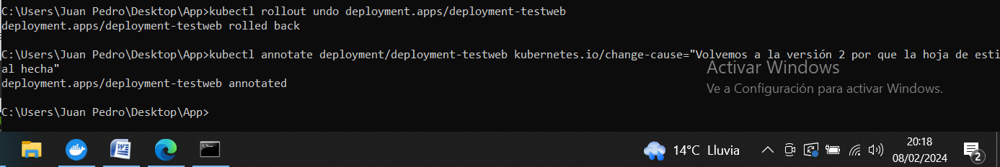 C:\Users\Juan Pedro\Desktop\App>kubectl rollout undo deployment.apps/deployment-testweb
deployment.apps/deployment-testweb rolled back
C:\Users\Juan Pedro\Desktop\App>kubectl annotate deployment/deployment-testweb kubernetes.io/change-cause="Volvemos a la versión 2 por que la hoja de esti
al hecha"
deployment.apps/deployment-testweb annotated
C:\Users\Juan Pedro\Desktop\App>
Activar Windows
Ve a Configuración para activar Windows.
14°C Lluvia
20:18
08/02/2024
2